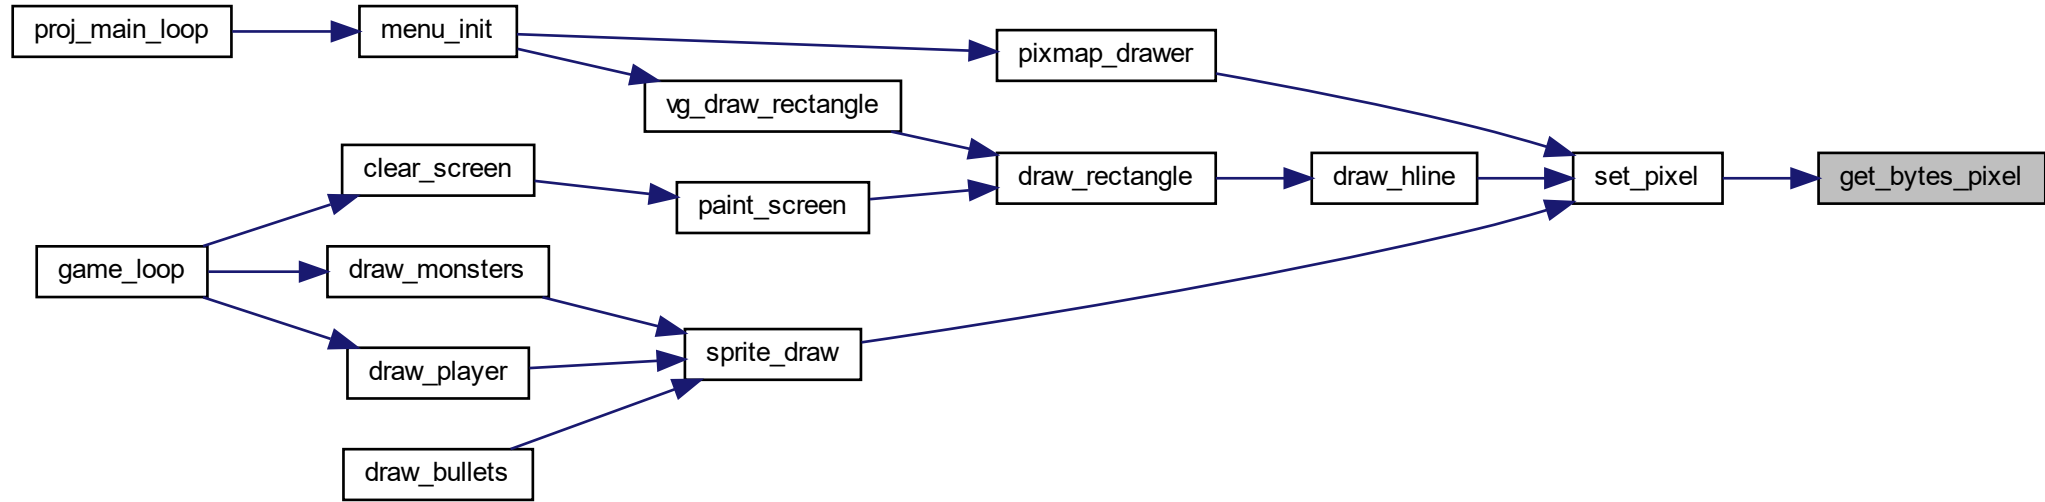 proj_main_loop
menu_init
pixmap_drawer
vg_draw_rectangle
clear_screen
draw_rectangle
draw_hline
set_pixel
get_bytes_pixel
paint_screen
game_loop
draw_monsters
sprite_draw
draw_player
draw_bullets